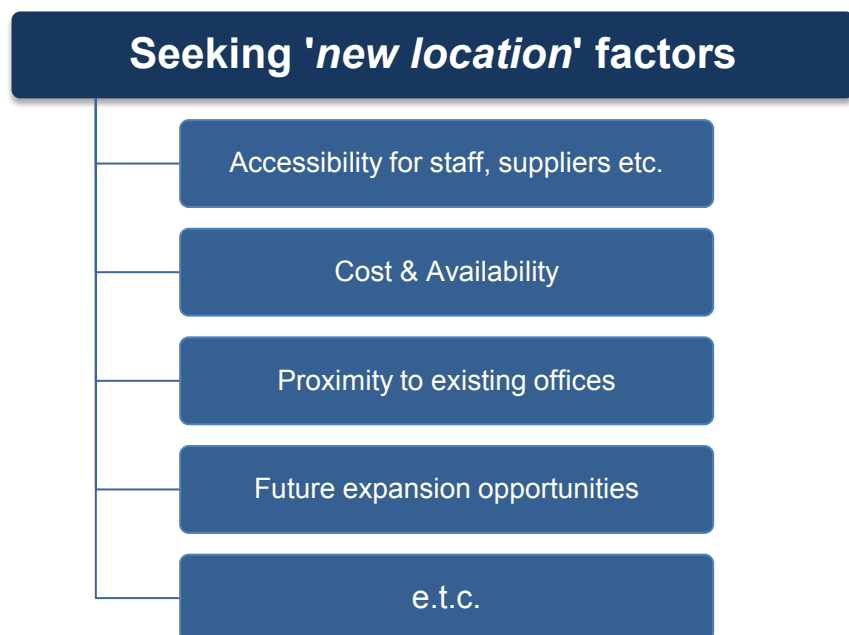 Seeking 'new location' factors
Accessibility for staff, suppliers etc.
Cost & Availability
Proximity to existing offices
Future expansion opportunities
e.t.c.